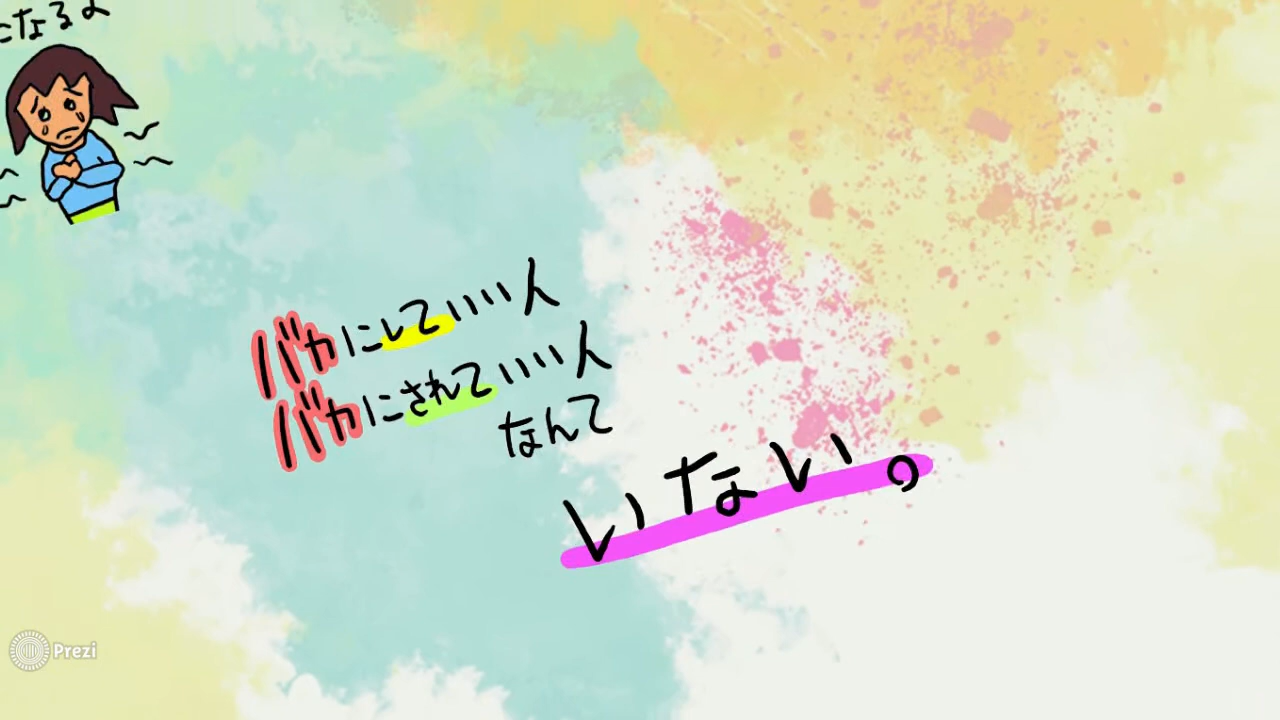 になるよ
バカにしていい人
バカにされていい人
なんて
いない。
Prezi